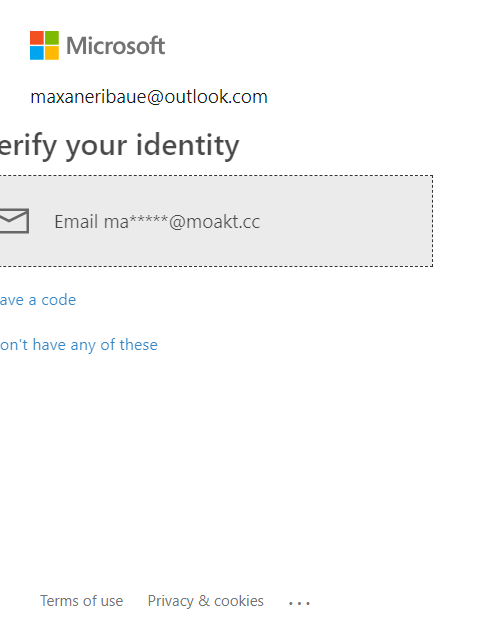 Microsoft
maxaneribaue@outlook.com
erify your identity
Email ma*****@moakt.cc
ave a code
on't have any of these
Terms of use Privacy & cookies ...